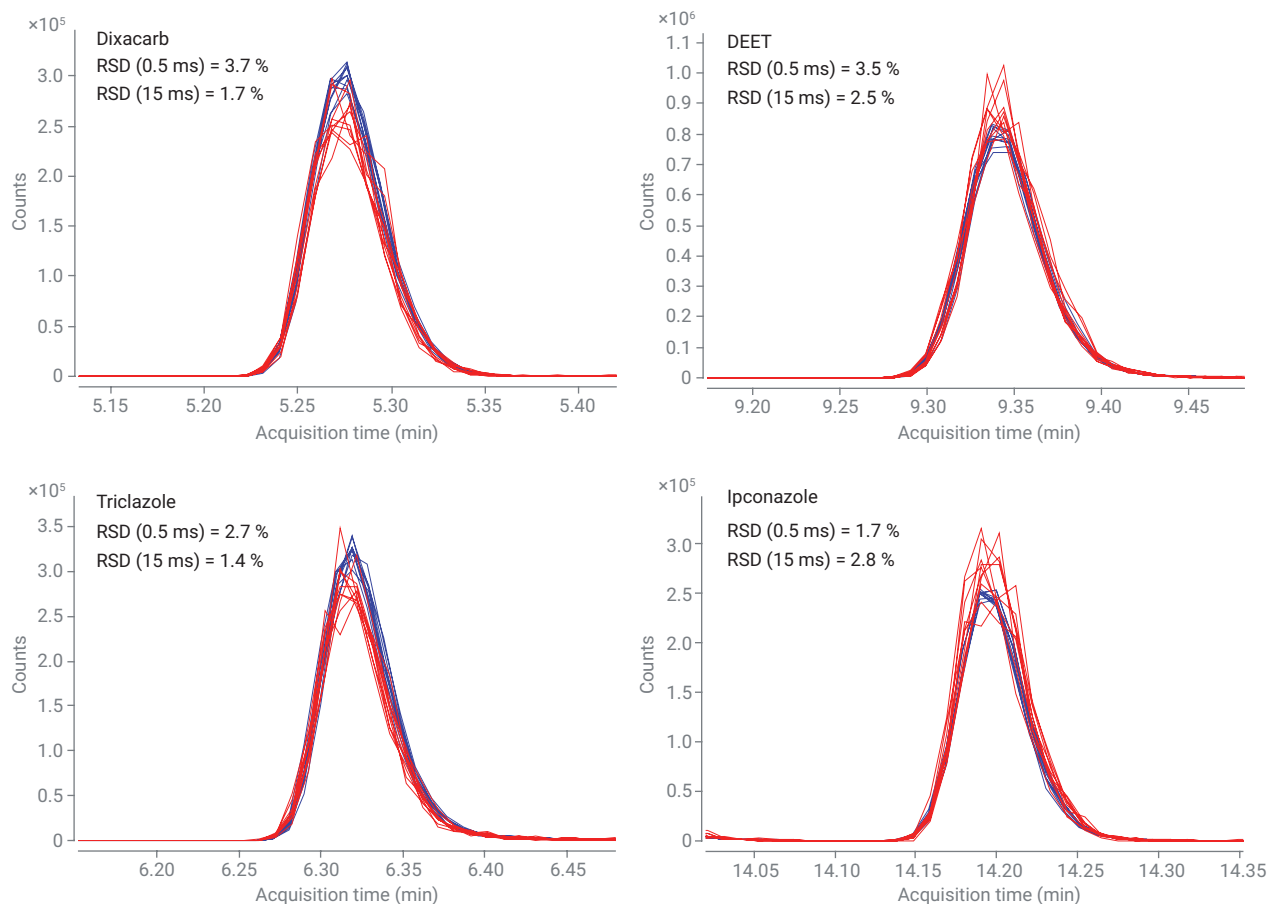 ×10⁵
Dixacarb
RSD (0.5 ms) = 3.7 %
RSD (15 ms) = 1.7 %
3.0
2.5
2.0
1.5
1.0
0.5
0
Counts
5.15 5.20 5.25 5.30 5.35 5.40
Acquisition time (min)
×10⁶
DEET
RSD (0.5 ms) = 3.5 %
RSD (15 ms) = 2.5 %
1.1
1.0
0.9
0.8
0.7
0.6
0.5
0.4
0.3
0.2
0.1
0
Counts
9.20 9.25 9.30 9.35 9.40 9.45
Acquisition time (min)
×10⁵
Triclazole
RSD (0.5 ms) = 2.7 %
RSD (15 ms) = 1.4 %
3.5
3.0
2.5
2.0
1.5
1.0
0.5
0
Counts
6.20 6.25 6.30 6.35 6.40 6.45
Acquisition time (min)
×10⁵
Ipconazole
RSD (0.5 ms) = 1.7 %
RSD (15 ms) = 2.8 %
3.0
2.5
2.0
1.5
1.0
0.5
0
Counts
14.05 14.10 14.15 14.20 14.25 14.30 14.35
Acquisition time (min)